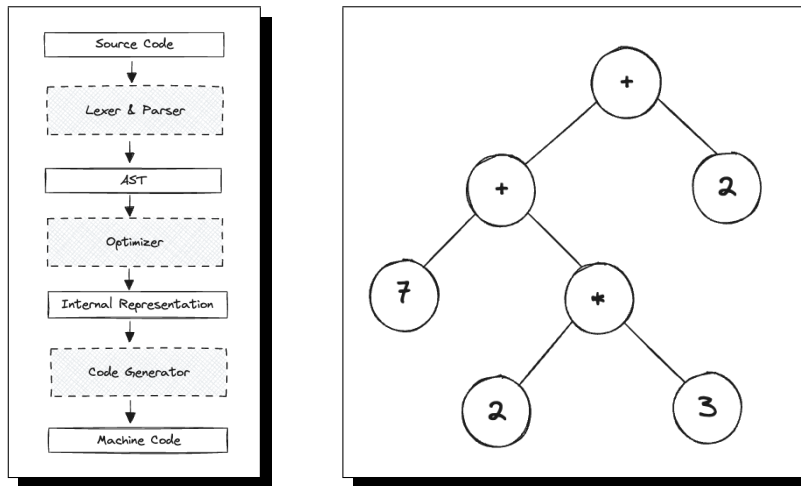 Source Code
Lexer & Parser
AST
Optimizer
Internal Representation
Code Generator
Machine Code
+
+
2
7
*
2
3